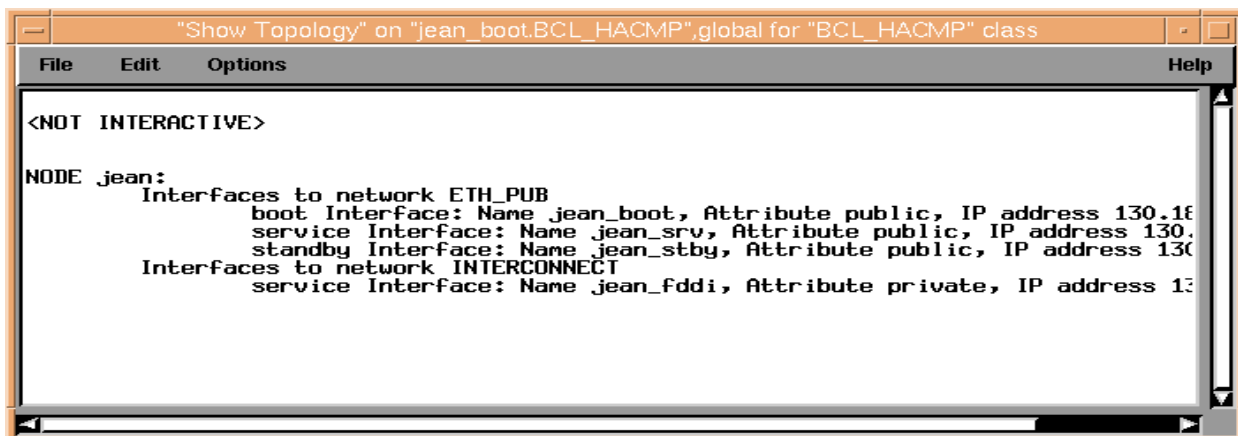 "Show Topology" on "jean_boot.BCL_HACMP",global for "BCL_HACMP" class
File Edit Options Help
<NOT INTERACTIVE>
NODE jean:
Interfaces to network ETH_PUB
boot Interface: Name jean_boot, Attribute public, IP address 130.18
service Interface: Name jean_srv, Attribute public, IP address 130.
standby Interface: Name jean_stby, Attribute public, IP address 130
Interfaces to network INTERCONNECT
service Interface: Name jean_fddi, Attribute private, IP address